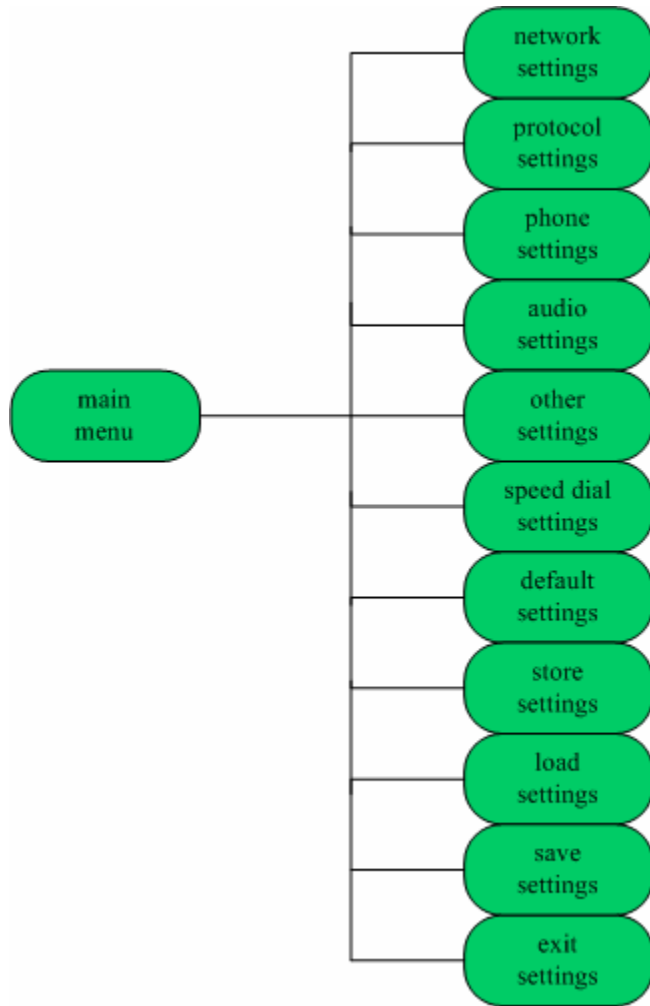 network
settings
protocol
settings
phone
settings
audio
settings
main
menu
other
settings
speed dial
settings
default
settings
store
settings
load
settings
save
settings
exit
settings